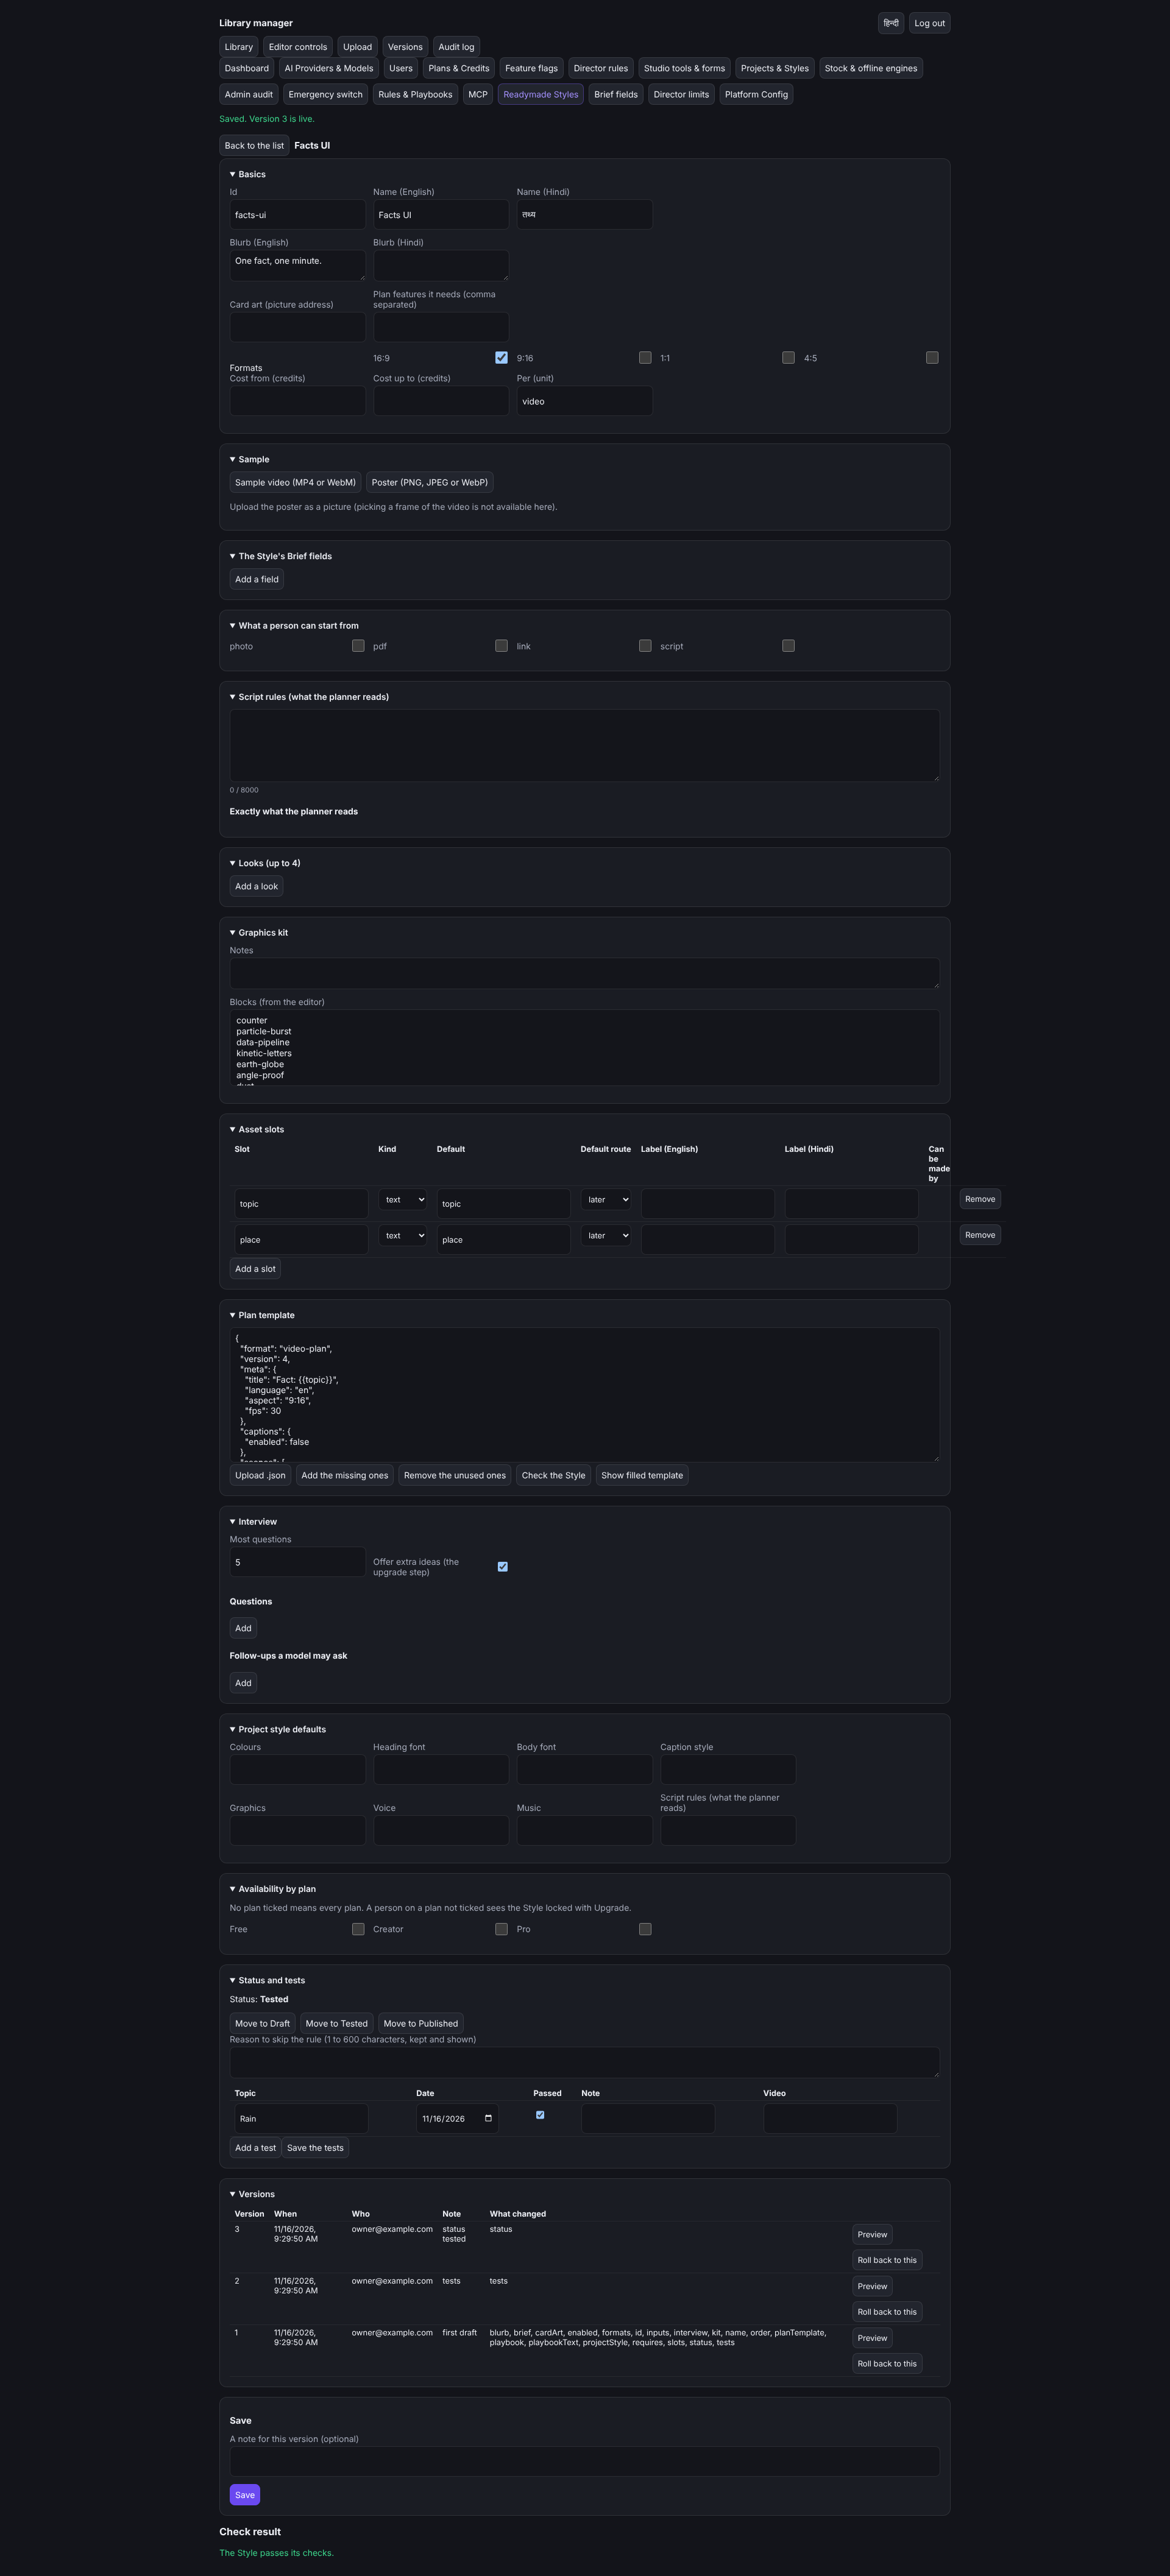 Library manager
हिन्दी Log out
Library Editor controls Upload Versions Audit log
Dashboard AI Providers & Models Users Plans & Credits Feature flags Director rules Studio tools & forms Projects & Styles Stock & offline engines
Admin audit Emergency switch Rules & Playbooks MCP Readymade Styles Brief fields Director limits Platform Config
Saved. Version 3 is live.
Back to the list Facts UI
▼ Basics
Id Name (English) Name (Hindi)
facts-ui Facts UI तथ्य
Blurb (English) Blurb (Hindi)
One fact, one minute.
Card art (picture address) Plan features it needs (comma separated)
Formats 16:9 9:16 1:1 4:5
Cost from (credits) Cost up to (credits) Per (unit)
video
▼ Sample
Sample video (MP4 or WebM) Poster (PNG, JPEG or WebP)
Upload the poster as a picture (picking a frame of the video is not available here).
▼ The Style's Brief fields
Add a field
▼ What a person can start from
photo pdf link script
▼ Script rules (what the planner reads)
0 / 8000
Exactly what the planner reads
▼ Looks (up to 4)
Add a look
▼ Graphics kit
Notes
Blocks (from the editor)
counter
particle-burst
data-pipeline
kinetic-letters
earth-globe
angle-proof
▼ Asset slots
Slot Kind Default Default route Label (English) Label (Hindi) Can be made by
topic text topic later Remove
place text place later Remove
Add a slot
▼ Plan template
{
"format": "video-plan",
"version": 4,
"meta": {
"title": "Fact: {{topic}}",
"language": "en",
"aspect": "9:16",
"fps": 30
},
"captions": {
"enabled": false
},
Upload .json Add the missing ones Remove the unused ones Check the Style Show filled template
▼ Interview
Most questions
5 Offer extra ideas (the upgrade step)
Questions
Add
Follow-ups a model may ask
Add
▼ Project style defaults
Colours Heading font Body font Caption style
Graphics Voice Music Script rules (what the planner reads)
▼ Availability by plan
No plan ticked means every plan. A person on a plan not ticked sees the Style locked with Upgrade.
Free Creator Pro
▼ Status and tests
Status: Tested
Move to Draft Move to Tested Move to Published
Reason to skip the rule (1 to 600 characters, kept and shown)
Topic Date Passed Note Video
Rain 11/16/2026
Add a test Save the tests
▼ Versions
Version When Who Note What changed
3 11/16/2026, 9:29:50 AM owner@example.com status tested status Preview
Roll back to this
2 11/16/2026, 9:29:50 AM owner@example.com tests tests Preview
Roll back to this
1 11/16/2026, 9:29:50 AM owner@example.com first draft blurb, brief, cardArt, enabled, formats, id, inputs, interview, kit, name, order, planTemplate, playbook, playbookText, projectStyle, requires, slots, status, tests Preview
Roll back to this
Save
A note for this version (optional)
Save
Check result
The Style passes its checks.